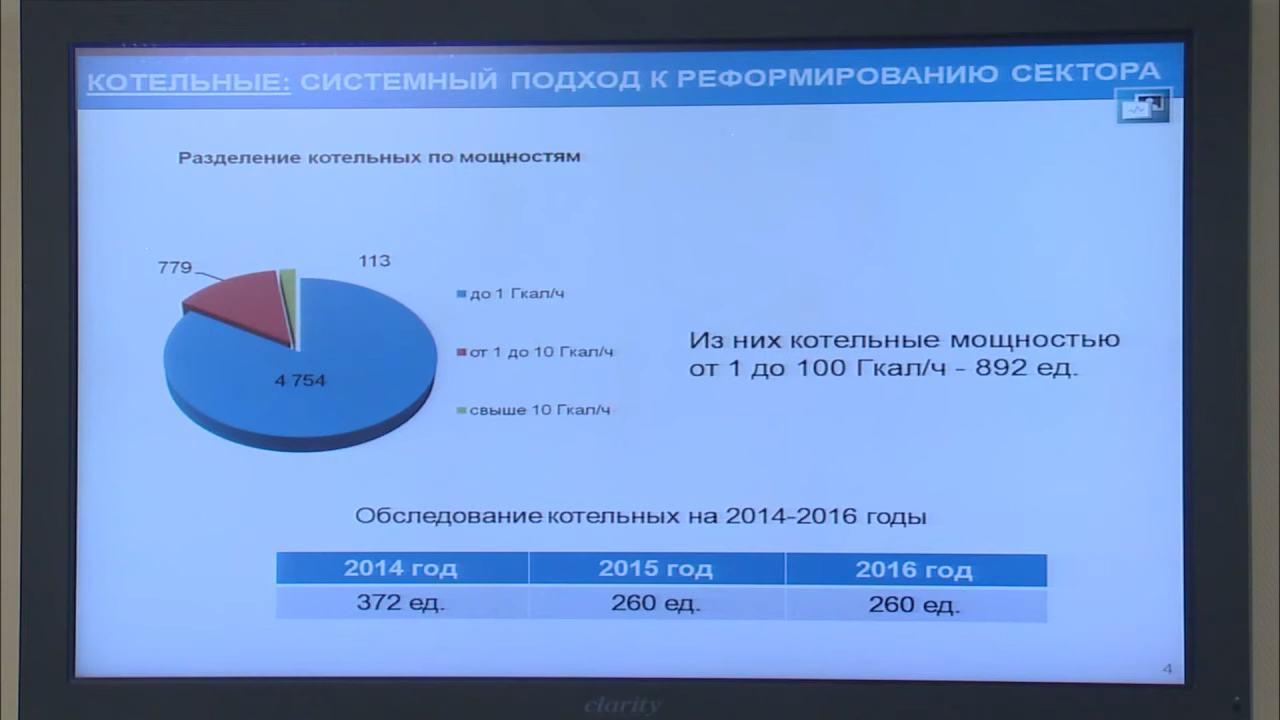 КОТЕЛЬНЫЕ: СИСТЕМНЫЙ ПОДХОД К РЕФОРМИРОВАНИЮ СЕКТОРА
Разделение котельных по мощностям
779
113
4 754
до 1 Гкал/ч
от 1 до 10 Гкал/ч
свыше 10 Гкал/ч
Из них котельные мощностью
от 1 до 100 Гкал/ч - 892 ед.
Обследование котельных на 2014-2016 годы
2014 год 2015 год 2016 год
372 ед. 260 ед. 260 ед.
4
clarity